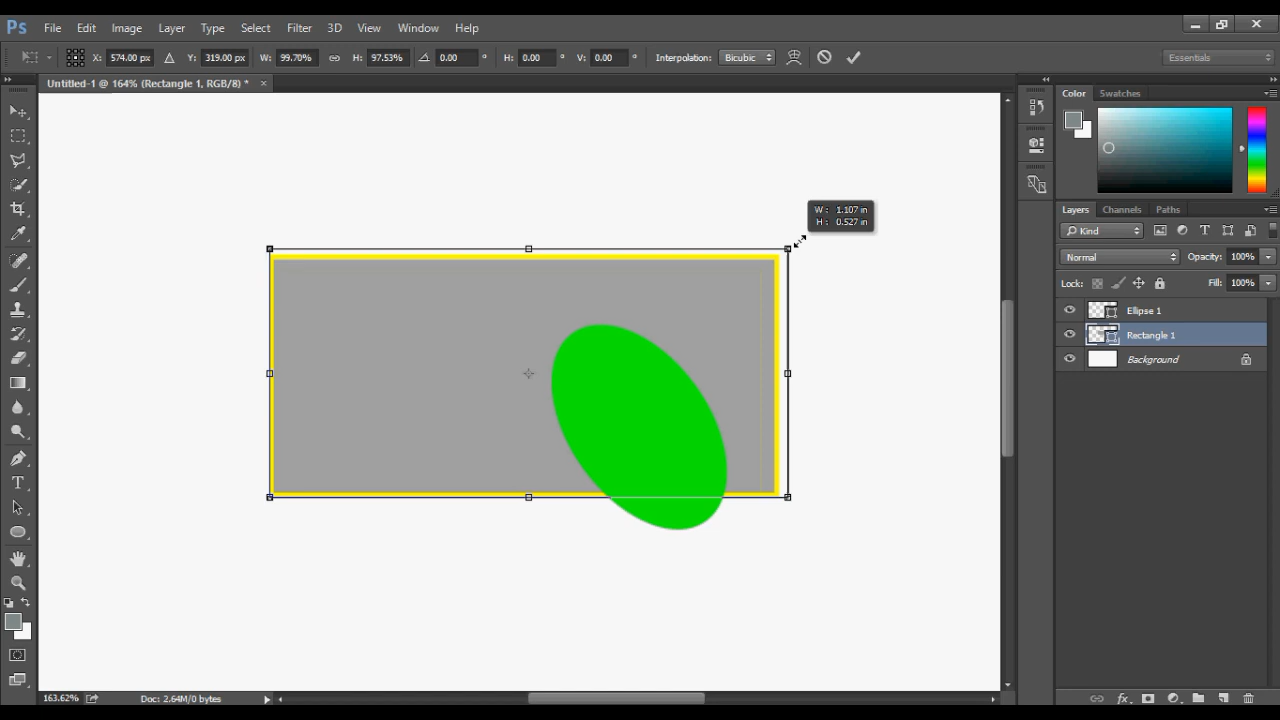 Ps File Edit Image Layer Type Select Filter 3D View Window Help
X: 574.00 px Y: 319.00 px W: 99.70% H: 97.53% 0.00 ° H: 0.00 ° V: 0.00 ° Interpolation: Bicubic Essentials
Untitled-1 @ 164% (Rectangle 1, RGB/8) * ×
Color Swatches
W: 1.107 in
H: 0.527 in
Layers Channels Paths
Kind
Normal Opacity: 100%
Lock: Fill: 100%
Ellipse 1
Rectangle 1
Background
163.62% Doc: 2.64M/0 bytes